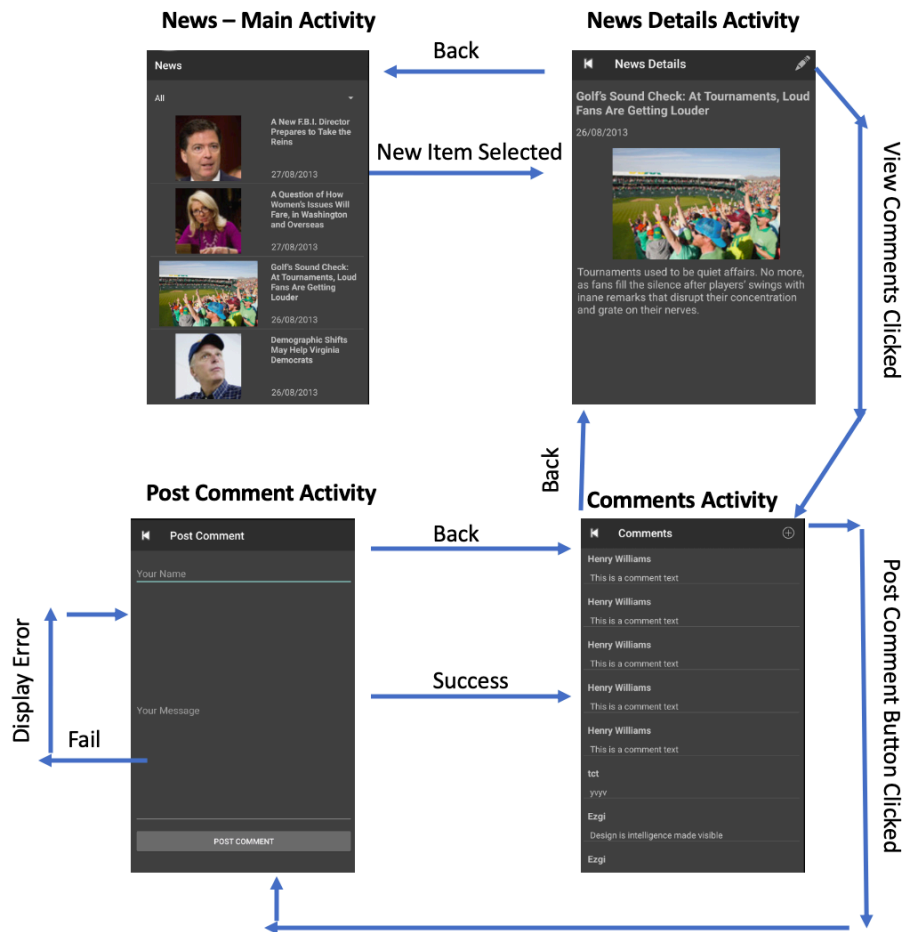 News – Main Activity
News
All
A New F.B.I. Director
Prepares to Take the
Reins
27/08/2013
A Question of How
Women's Issues Will
Fare, in Washington
and Overseas
27/08/2013
Golf's Sound Check:
At Tournaments, Loud
Fans Are Getting
Louder
26/08/2013
Demographic Shifts
May Help Virginia
Democrats
26/08/2013
Back
New Item Selected
News Details Activity
News Details
Golf's Sound Check: At Tournaments, Loud
Fans Are Getting Louder
26/08/2013
Tournaments used to be quiet affairs. No more,
as fans fill the silence after players' swings with
inane remarks that disrupt their concentration
and grate on their nerves.
View Comments Clicked
Back
Post Comment Activity
Post Comment
Your Name
Your Message
POST COMMENT
Display Error
Fail
Back
Success
Comments Activity
Comments
Henry Williams
This is a comment text
Henry Williams
This is a comment text
Henry Williams
This is a comment text
Henry Williams
This is a comment text
Henry Williams
This is a comment text
tct
yvyv
Ezgi
Design is intelligence made visible
Ezgi
Post Comment Button Clicked